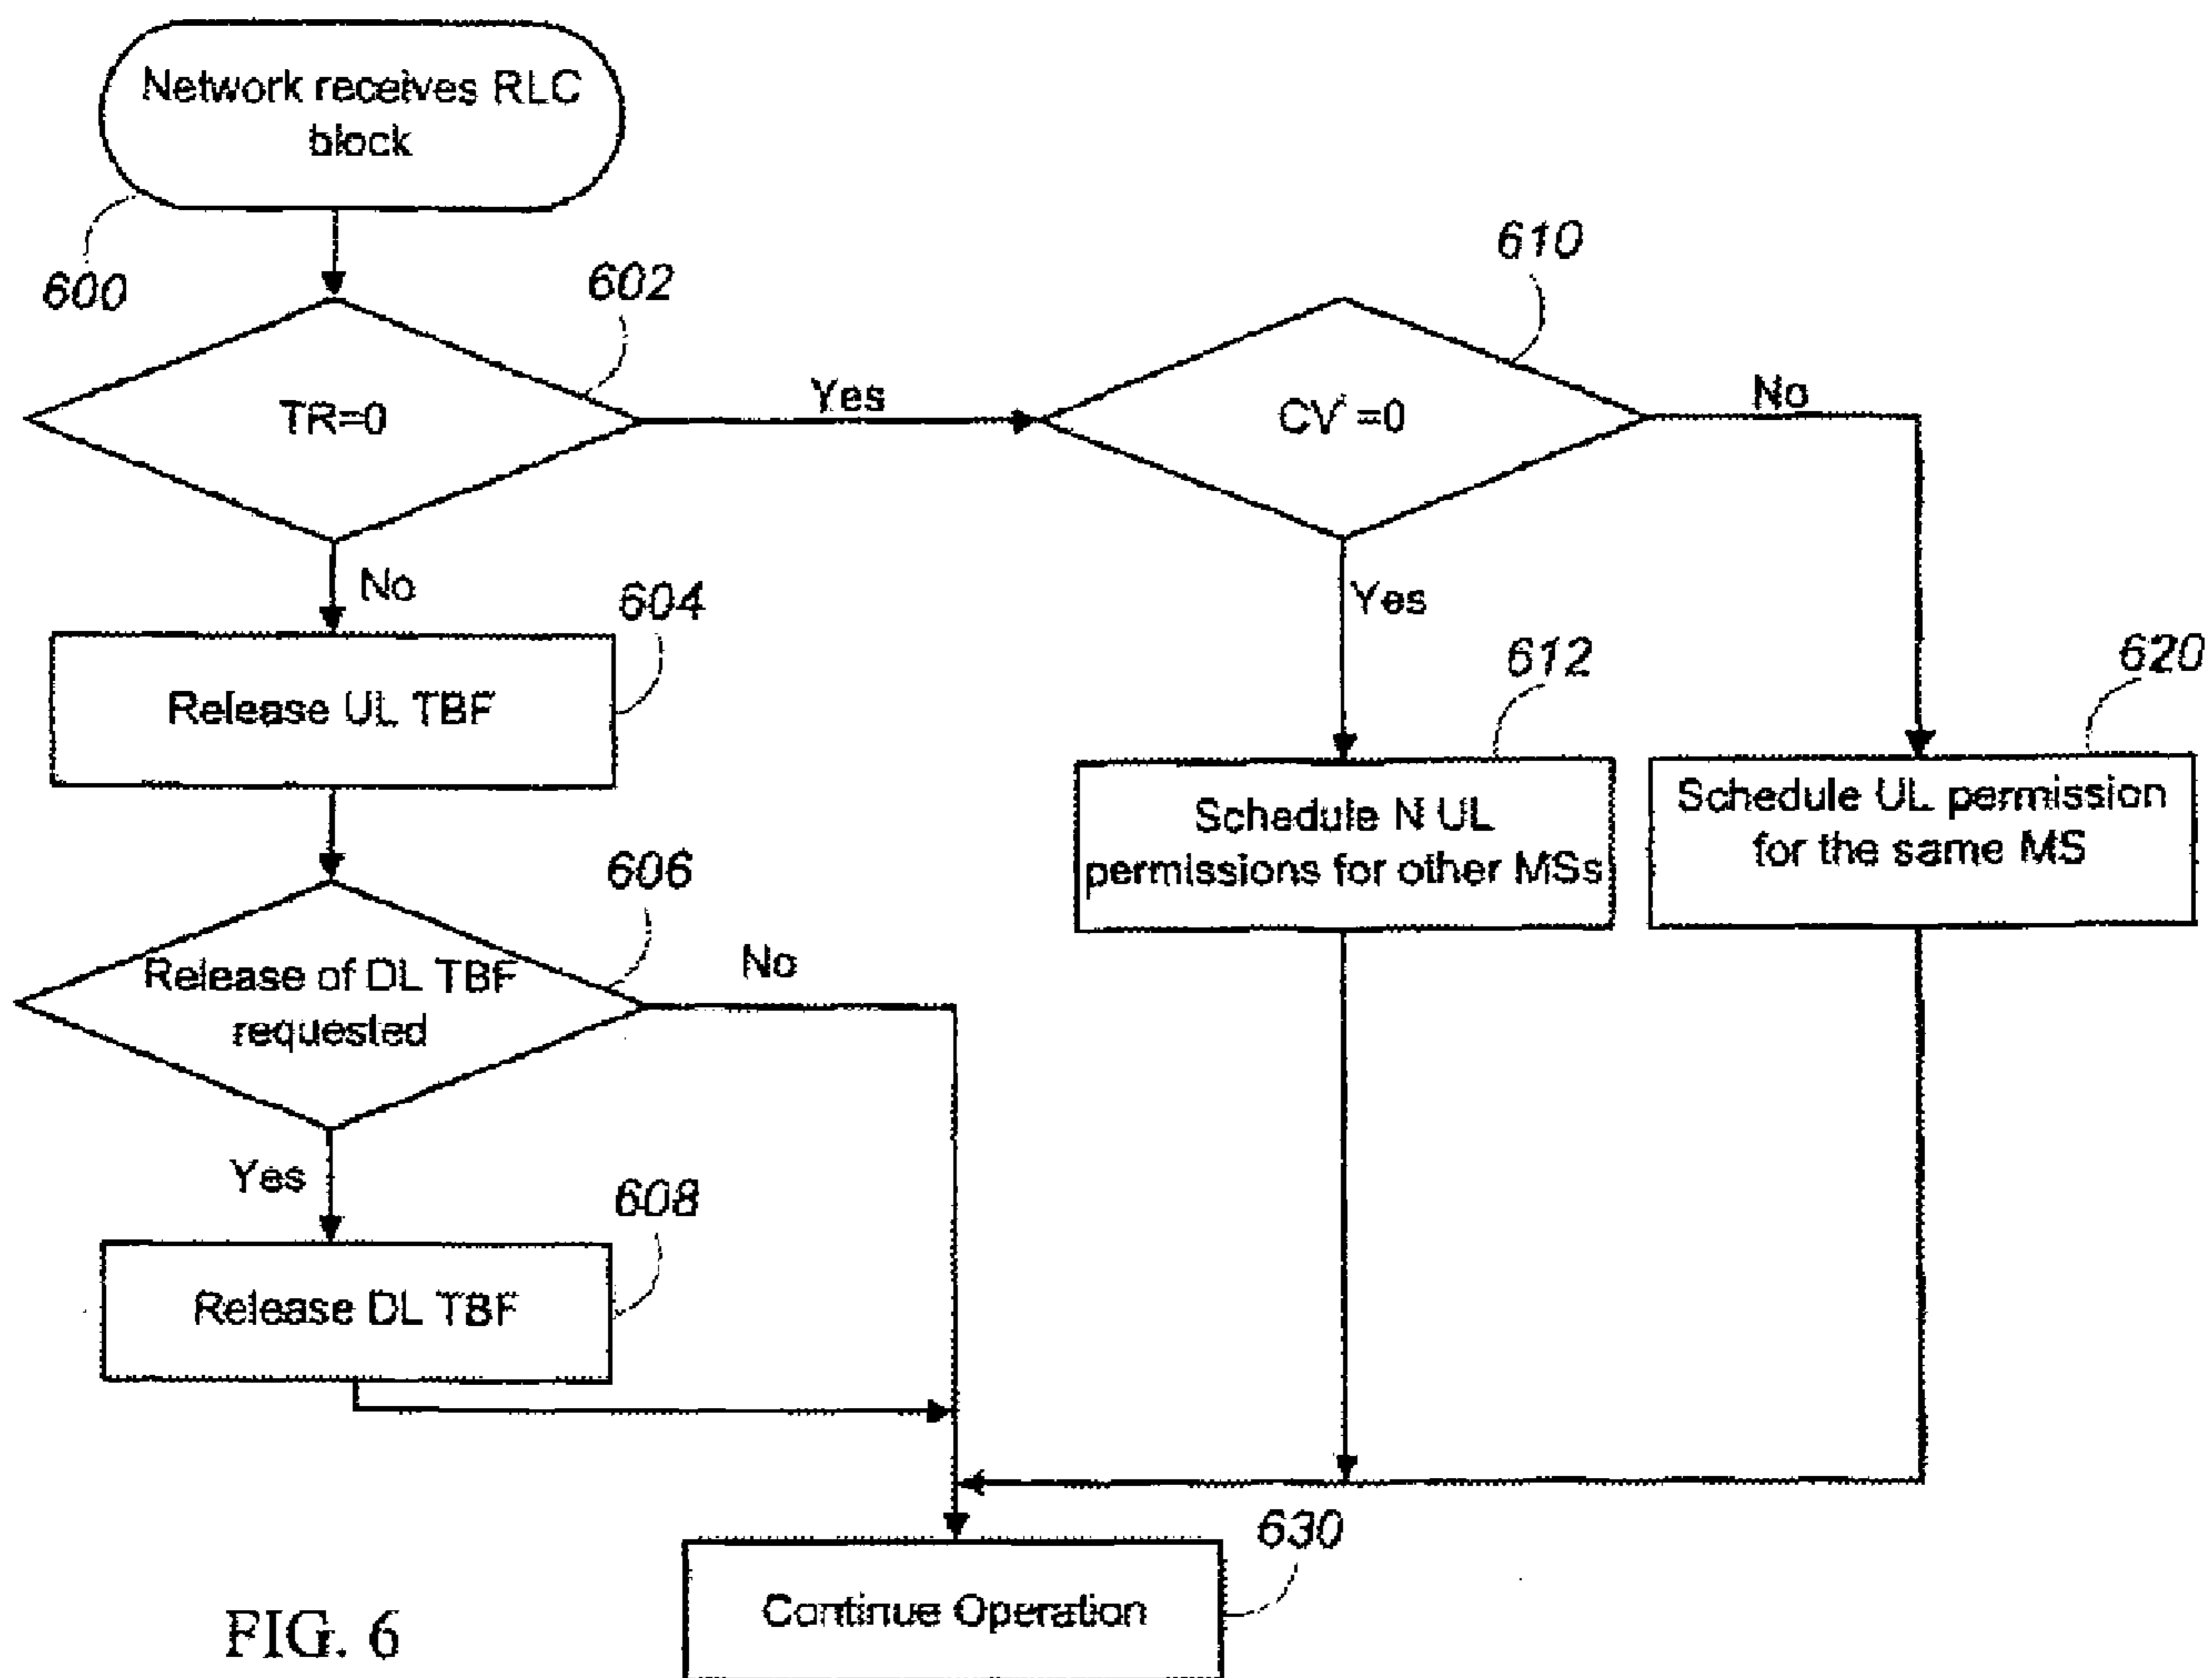 Network receives RLC
block
600
602
TR=0
Yes
610
CV' =0
No
No
604
Release UL TBF
Yes
612
Schedule N UL
permissions for other MSs
620
Schedule UL permission
for the same MS
606
Release of DL TBF
requested
No
Yes
608
Release DL TBF
630
Continue Operation
FIG. 6